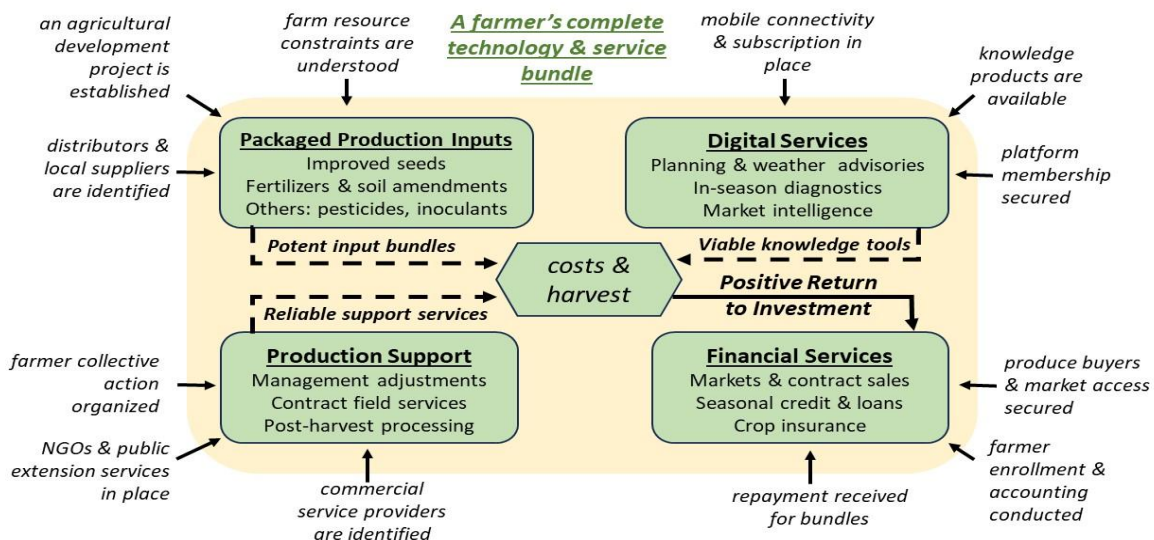 an agricultural
development
project is
established
farm resource
constraints are
understood
A farmer’s complete
technology & service
bundle
mobile connectivity
& subscription in
place
knowledge
products are
available
distributors &
local suppliers
are identified
Packaged Production Inputs
Improved seeds
Fertilizers & soil amendments
Others: pesticides, inoculants
Digital Services
Planning & weather advisories
In-season diagnostics
Market intelligence
platform
membership
secured
Potent input bundles
Viable knowledge tools
costs &
harvest
Reliable support services
Positive Return
to Investment
farmer collective
action
organized
Production Support
Management adjustments
Contract field services
Post-harvest processing
Financial Services
Markets & contract sales
Seasonal credit & loans
Crop insurance
produce buyers
& market access
secured
NGOs & public
extension services
in place
commercial
service providers
are identified
repayment received
for bundles
farmer
enrollment &
accounting
conducted